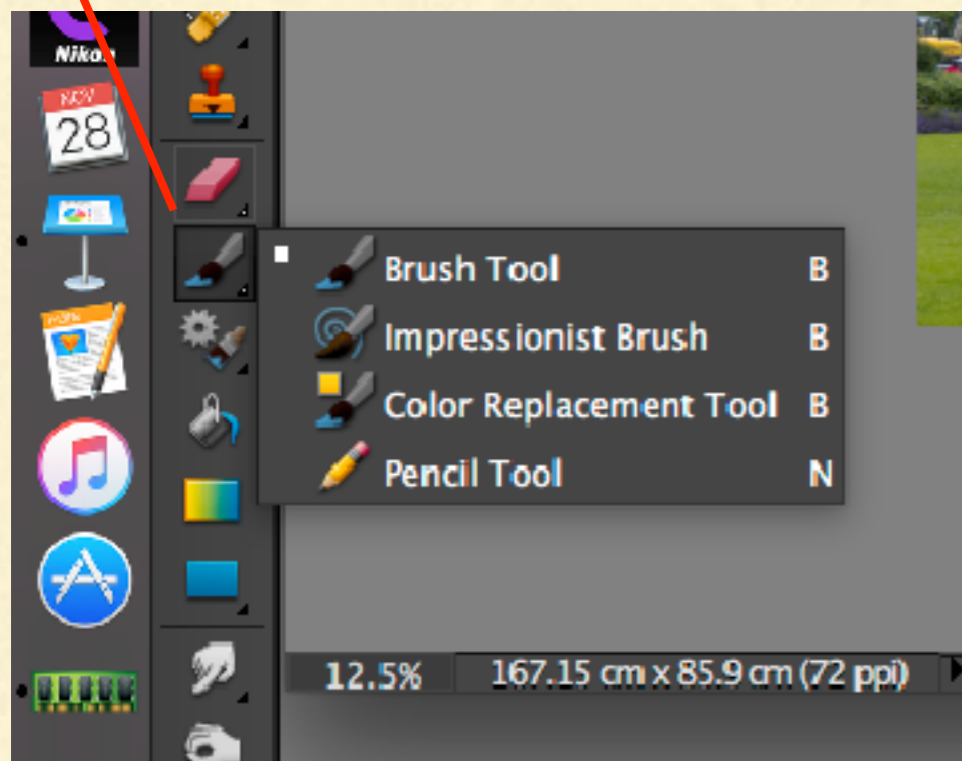 Nikon
NOV
28
Brush Tool B
Impressionist Brush B
Color Replacement Tool B
Pencil Tool N
12.5% 167.15 cm x 85.9 cm (72 ppi)